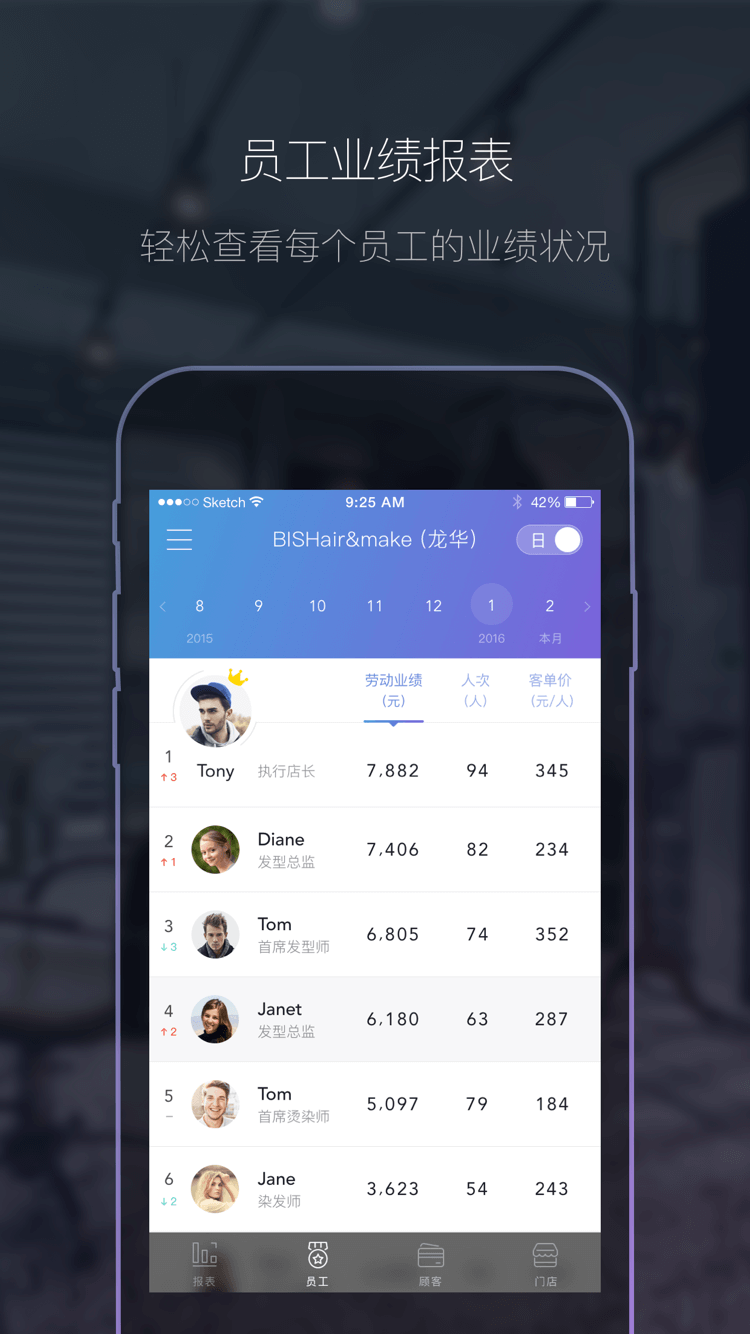 员工业绩报表
轻松查看每个员工的业绩状况
Sketch 9:25 AM 42%
BISHair&make (龙华) 日
8 9 10 11 12 1 2
2015 2016 本月
劳动业绩 人次 客单价
(元) (人) (元/人)
1 ↑3 Tony 执行店长 7,882 94 345
2 Diane 7,406 82 234
↑1 发型总监
3 Tom 6,805 74 352
↓3 首席发型师
4 Janet 6,180 63 287
↑2 发型总监
5 Tom 5,097 79 184
– 首席烫染师
6 Jane 3,623 54 243
↓2 染发师
报表 员工 顾客 门店